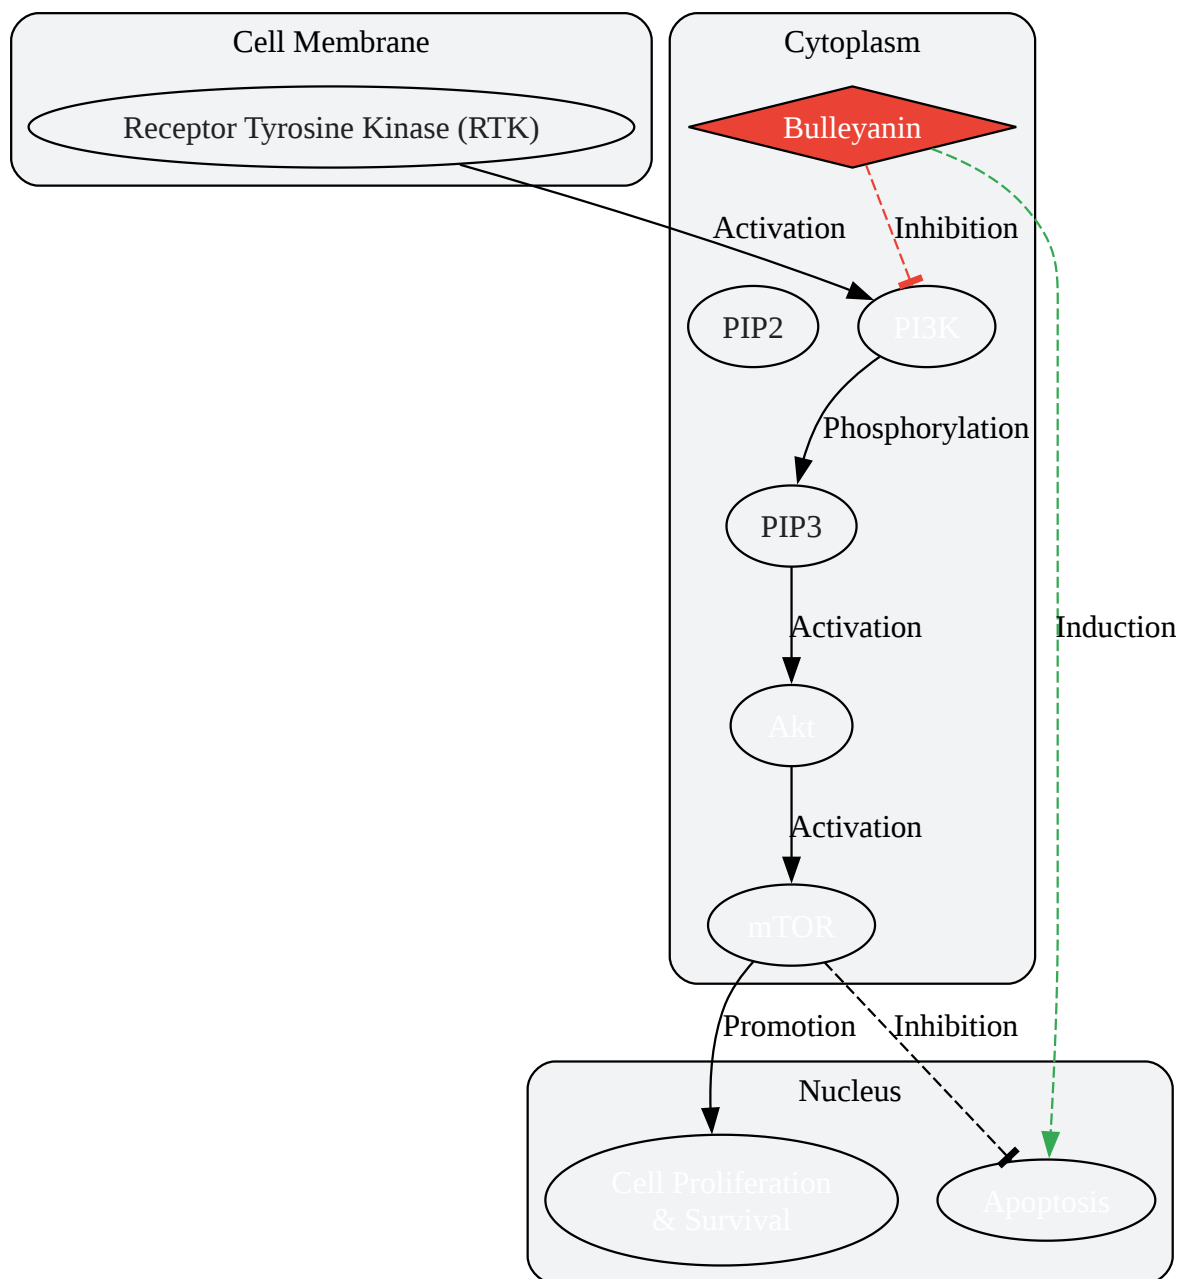 Cell Membrane
Cytoplasm
Receptor Tyrosine Kinase (RTK)
Bulleyanin
Activation
Inhibition
PIP2
PI3K
Phosphorylation
PIP3
Activation
Induction
Akt
Activation
mTOR
Promotion
Inhibition
Nucleus
Cell Proliferation
& Survival
Apoptosis